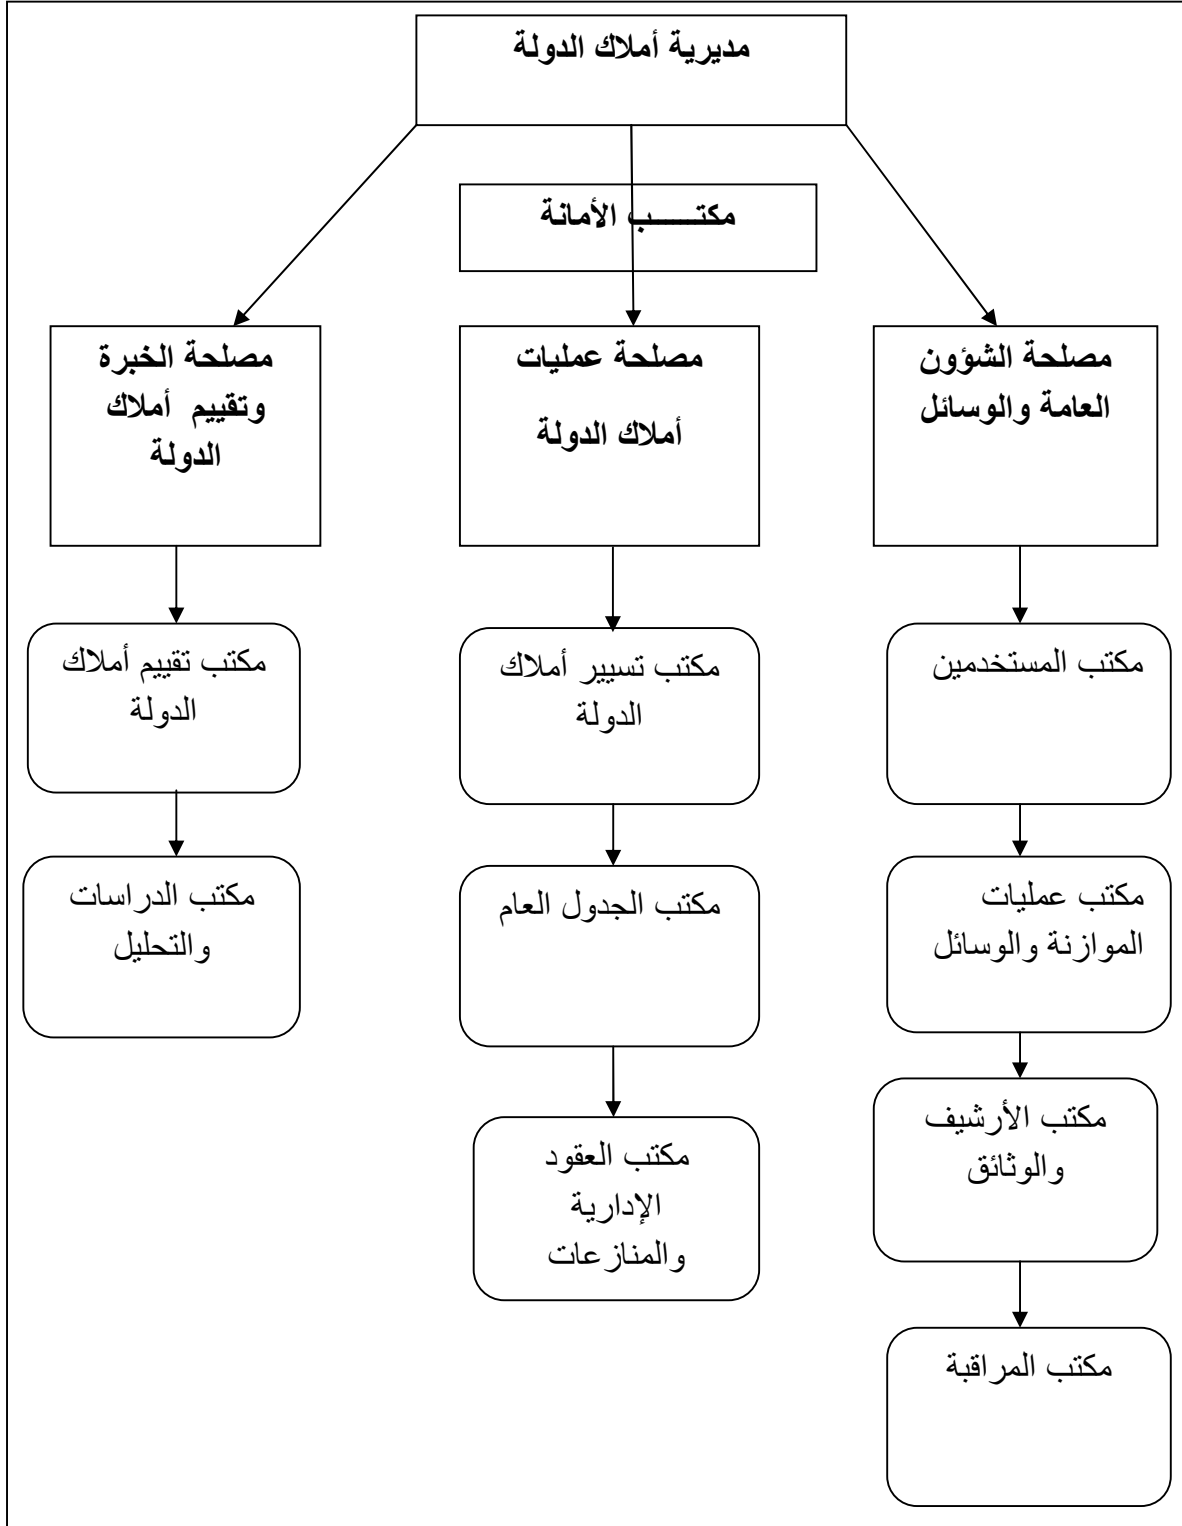 مديرية أملاك الدولة
مكتـــــب الأمانة
مصلحة الشؤون
العامة والوسائل
مصلحة عمليات
أملاك الدولة
مصلحة الخبرة
وتقييم أملاك
الدولة
مكتب المستخدمين
مكتب تسيير أملاك
الدولة
مكتب تقييم أملاك
الدولة
مكتب عمليات
الموازنة والوسائل
مكتب الجدول العام
مكتب الدراسات
والتحليل
مكتب الأرشيف
والوثائق
مكتب العقود
الإدارية
والمنازعات
مكتب المراقبة